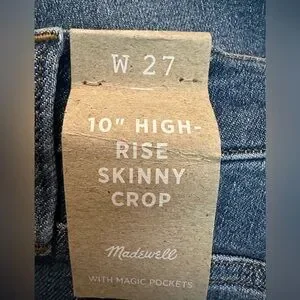 W 27
10" HIGH-
RISE
SKINNY
CROP
Madewell
WITH MAGIC POCKETS